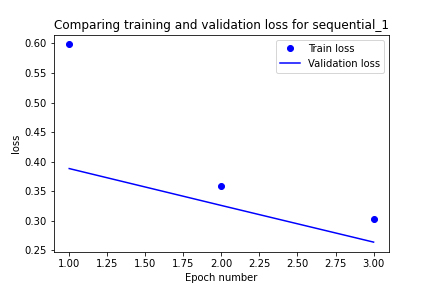 Comparing training and validation loss for sequential_1
Train loss
Validation loss
loss
0.60
0.55
0.50
0.45
0.40
0.35
0.30
0.25
1.00 1.25 1.50 1.75 2.00 2.25 2.50 2.75 3.00
Epoch number